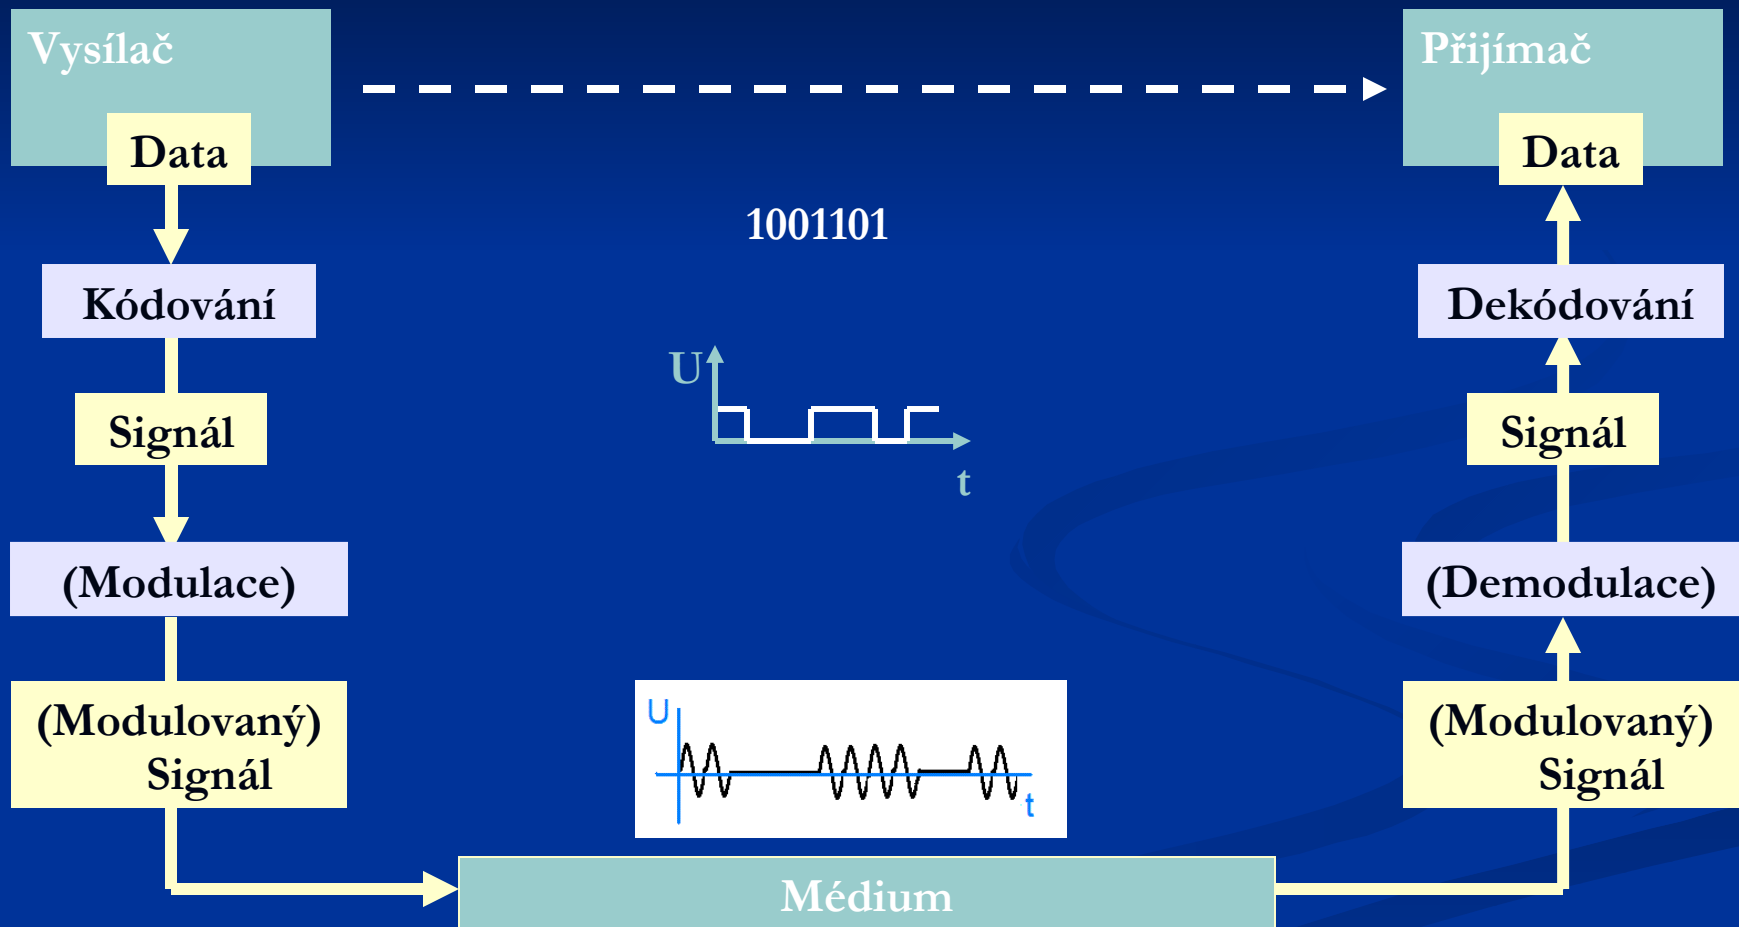 Vysílač
Přijímač
Data
Data
1001101
Kódování
Dekódování
U
Signál
Signál
t
(Modulace)
(Demodulace)
(Modulovaný)
Signál
U
t
(Modulovaný)
Signál
Médium